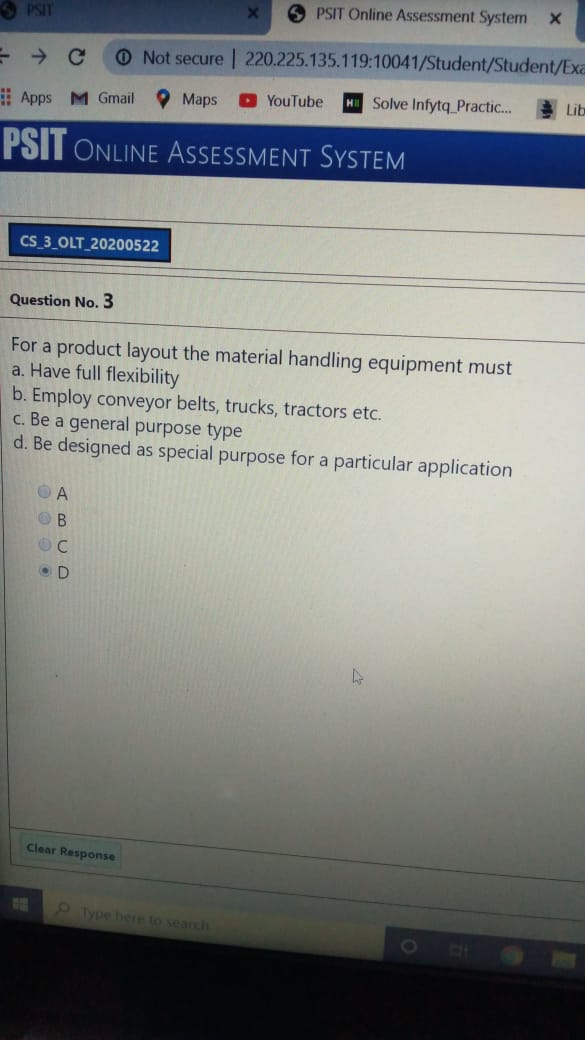 PSIT
PSIT Online Assessment System
Not secure | 220.225.135.119:10041/Student/Student/Exa
Apps Gmail Maps YouTube Solve Infytq_Practic... Lib
PSIT ONLINE ASSESSMENT SYSTEM
CS_3_OLT_20200522
Question No. 3
For a product layout the material handling equipment must
a. Have full flexibility
b. Employ conveyor belts, trucks, tractors etc.
c. Be a general purpose type
d. Be designed as special purpose for a particular application
A
B
C
D
Clear Response
Type here to search